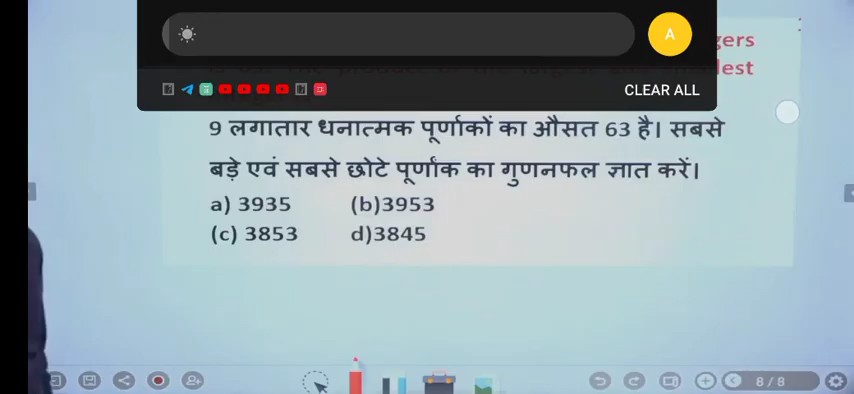 A
gers
CLEAR ALL
9 लगातार धनात्मक पूर्णाकों का औसत 63 है। सबसे
बड़े एवं सबसे छोटे पूर्णांक का गुणनफल ज्ञात करें।
a) 3935 (b)3953
(c) 3853 d)3845
8 / 8